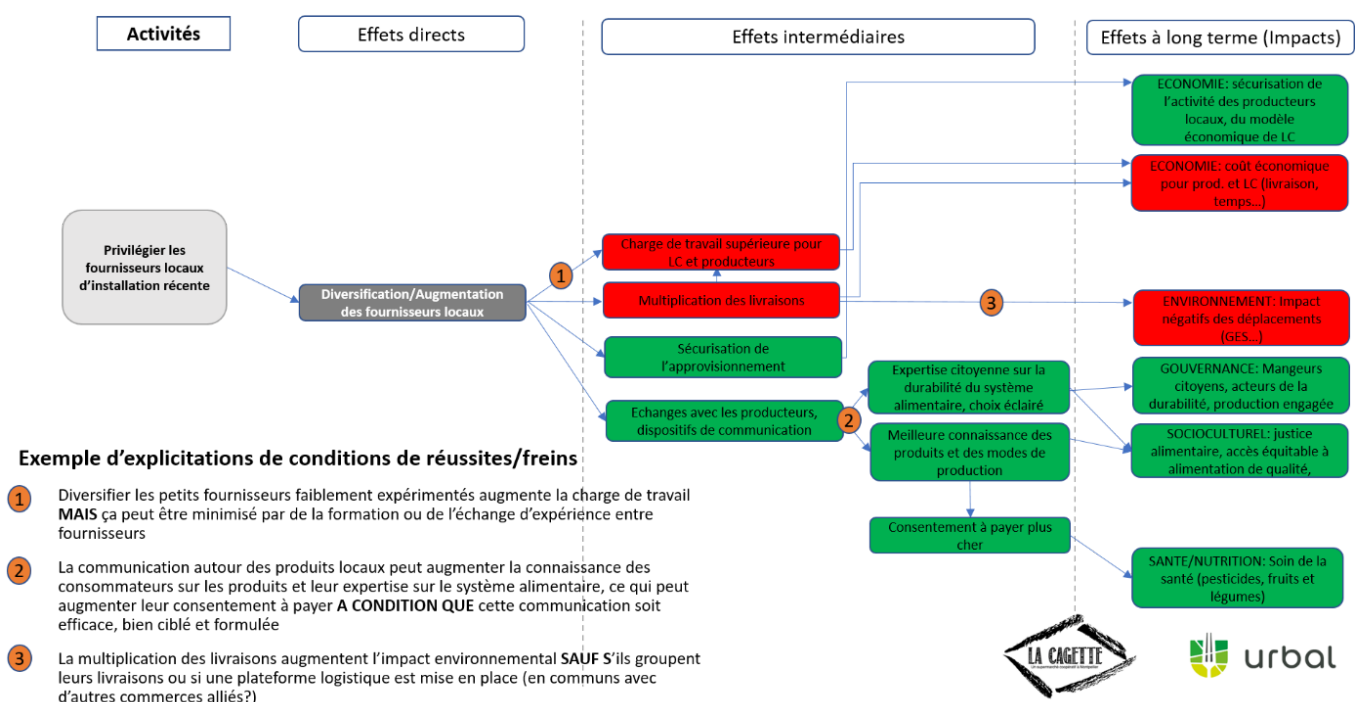 Activités
Effets directs
Effets intermédiaires
Effets à long terme (Impacts)
Privilégier les
fournisseurs locaux
d'installation récente
Diversification/Augmentation
des fournisseurs locaux
1
Charge de travail supérieure pour
LC et producteurs
Multiplication des livraisons
3
Sécurisation de
l'approvisionnement
Echanges avec les producteurs,
dispositifs de communication
2
Expertise citoyenne sur la
durabilité du système
alimentaire, choix éclairé
Meilleure connaissance des
produits et des modes de
production
Consentement à payer plus
cher
ECONOMIE: sécurisation de
l'activité des producteurs
locaux, du modèle
économique de LC
ECONOMIE: coût économique
pour prod. et LC (livraison,
temps...)
ENVIRONNEMENT: impact
négatifs des déplacements
(GES...)
GOUVERNANCE: Mangeurs
citoyens, acteurs de la
durabilité, production engagée
SOCIOCULTUREL: justice
alimentaire, accès équitable à
alimentation de qualité,
SANTE/NUTRITION: Soin de la
santé (pesticides, fruits et
légumes)
Exemple d'explicitations de conditions de réussites/freins
1
Diversifier les petits fournisseurs faiblement expérimentés augmente la charge de travail
MAIS ça peut être minimisé par de la formation ou de l'échange d'expérience entre
fournisseurs
2
La communication autour des produits locaux peut augmenter la connaissance des
consommateurs sur les produits et leur expertise sur le système alimentaire, ce qui peut
augmenter leur consentement à payer A CONDITION QUE cette communication soit
efficace, bien ciblé et formulée
3
La multiplication des livraisons augmentent l'impact environnemental SAUF S'ils groupent
leurs livraisons ou si une plateforme logistique est mise en place (en communs avec
d'autres commerces alliés?)
LA CAGETTE
urbal